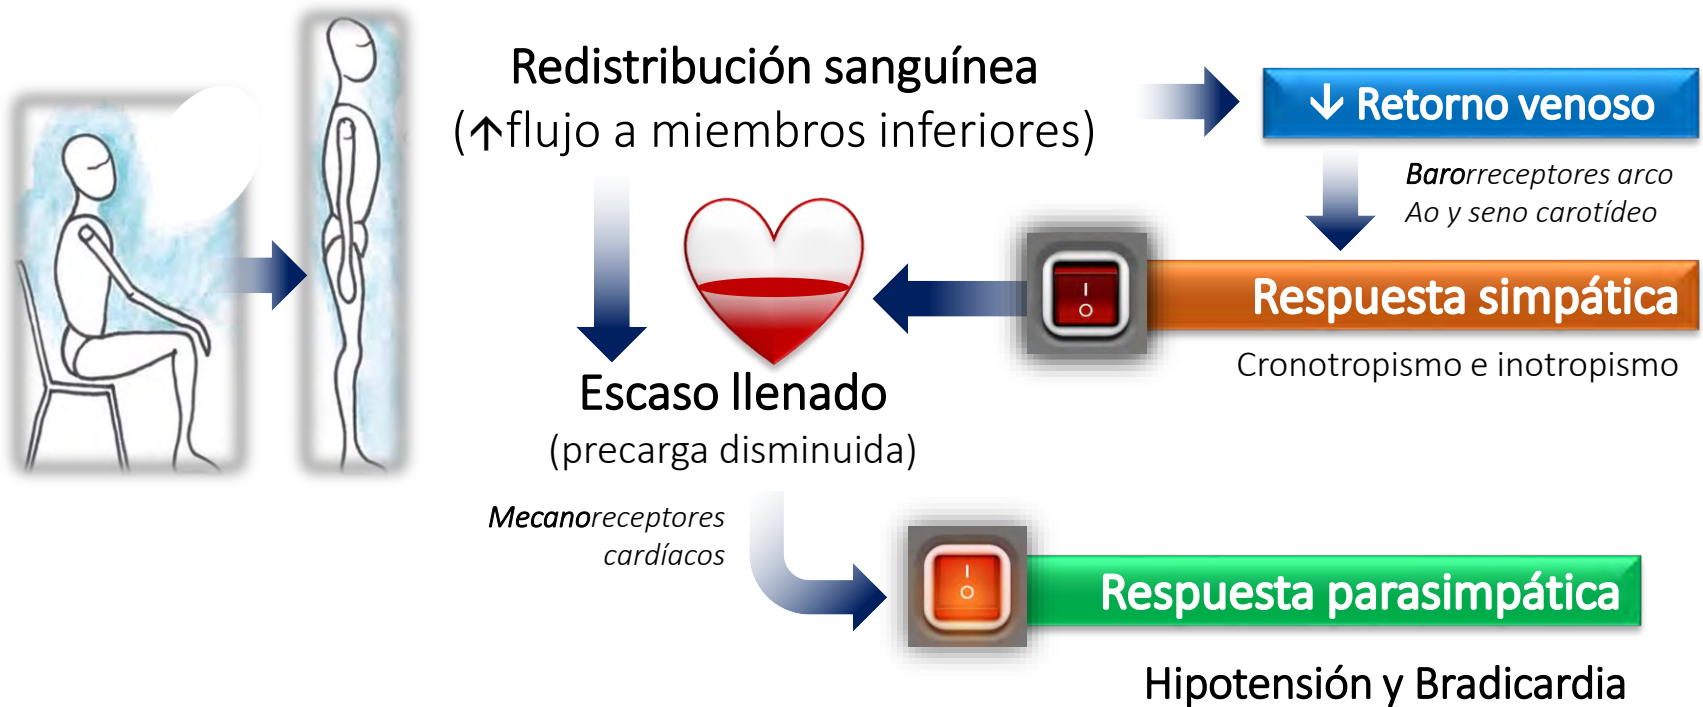 Redistribución sanguínea
(↑flujo a miembros inferiores)
↓ Retorno venoso
Barorreceptores arco
Ao y seno carotídeo
Respuesta simpática
Cronotropismo e inotropismo
Escaso llenado
(precarga disminuida)
Mecanoreceptores
cardíacos
Respuesta parasimpática
Hipotensión y Bradicardia